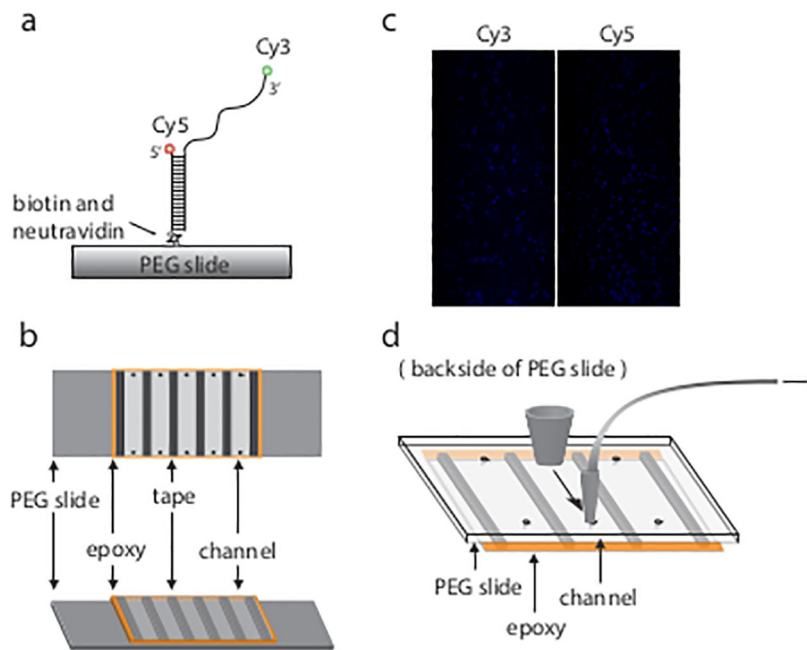 a
Cy3
3'
Cy5
5'
biotin and
neutravidin
PEG slide
c
Cy3 Cy5
b
PEG slide
epoxy
tape
channel
d
( backside of PEG slide )
PEG slide
epoxy
channel